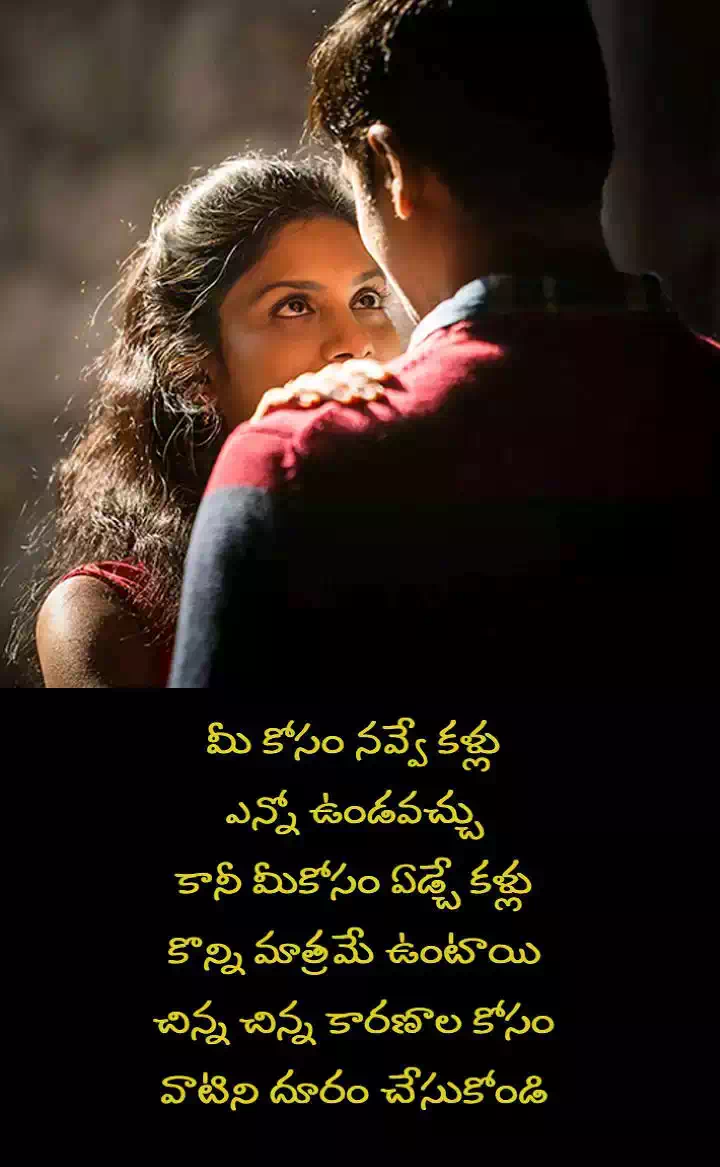 మీ కోసం నవ్వే కళ్లు
ఎన్నో ఉండవచ్చు
కానీ మీకోసం ఏడ్చే కళ్లు
కొన్ని మాత్రమే ఉంటాయి
చిన్న చిన్న కారణాల కోసం
వాటిని దూరం చేసుకోండి